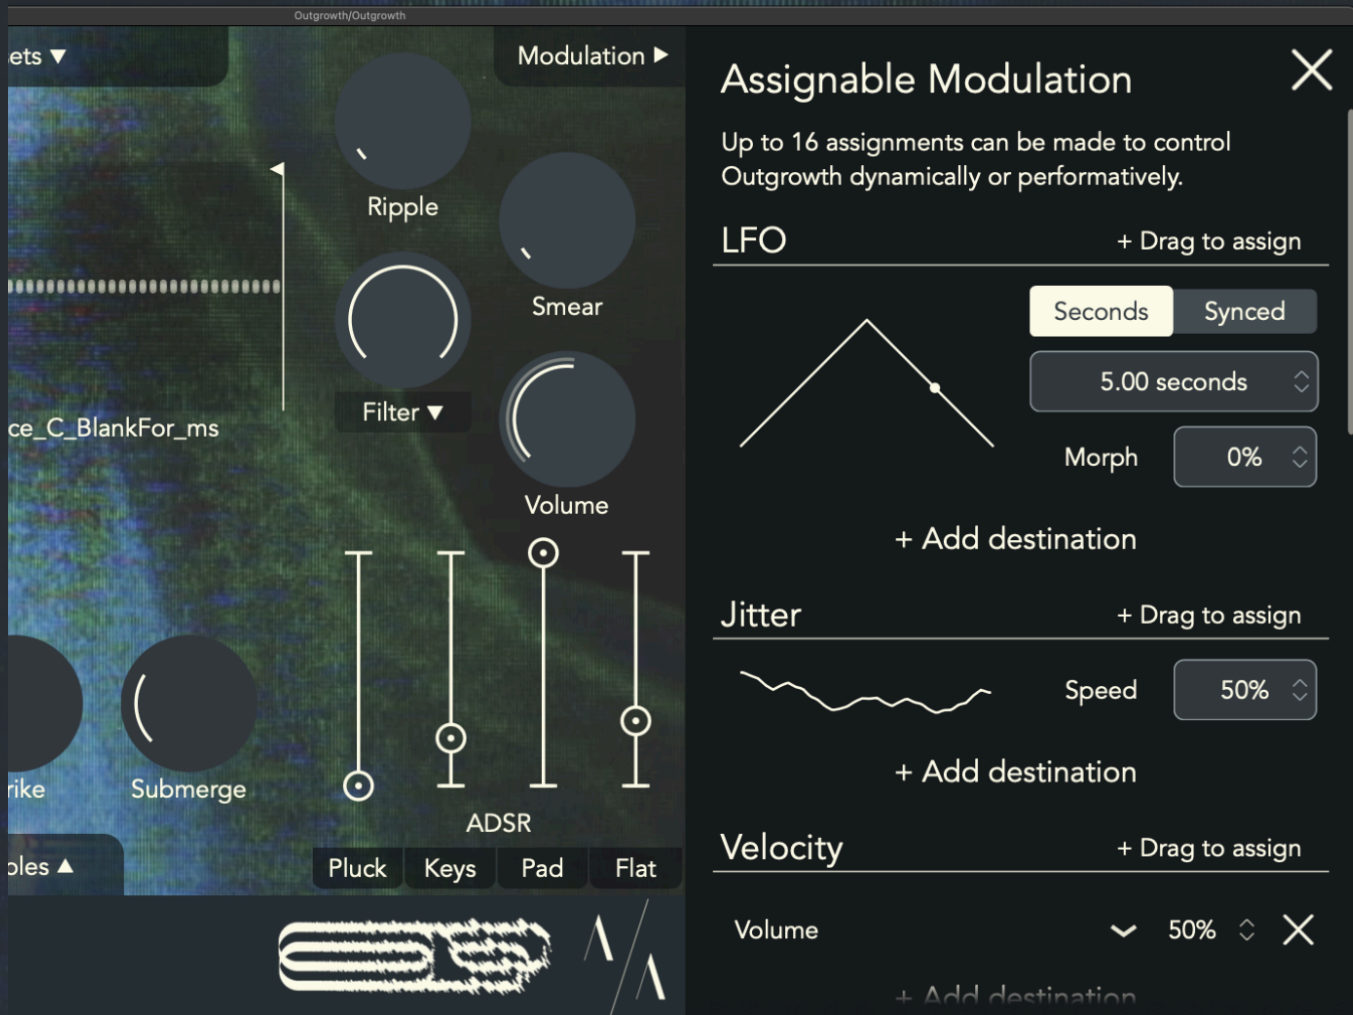 Outgrowth/Outgrowth
ets ▼
Modulation ▶
Ripple
Smear
Filter ▼
Volume
ce_C_BlankFor_ms
rike
Submerge
ADSR
oles ▲
Pluck
Keys
Pad
Flat
Assignable Modulation
Up to 16 assignments can be made to control
Outgrowth dynamically or performatively.
LFO
+ Drag to assign
Seconds
Synced
5.00 seconds
Morph
0%
+ Add destination
Jitter
+ Drag to assign
Speed
50%
+ Add destination
Velocity
+ Drag to assign
Volume
50%
+ Add destination